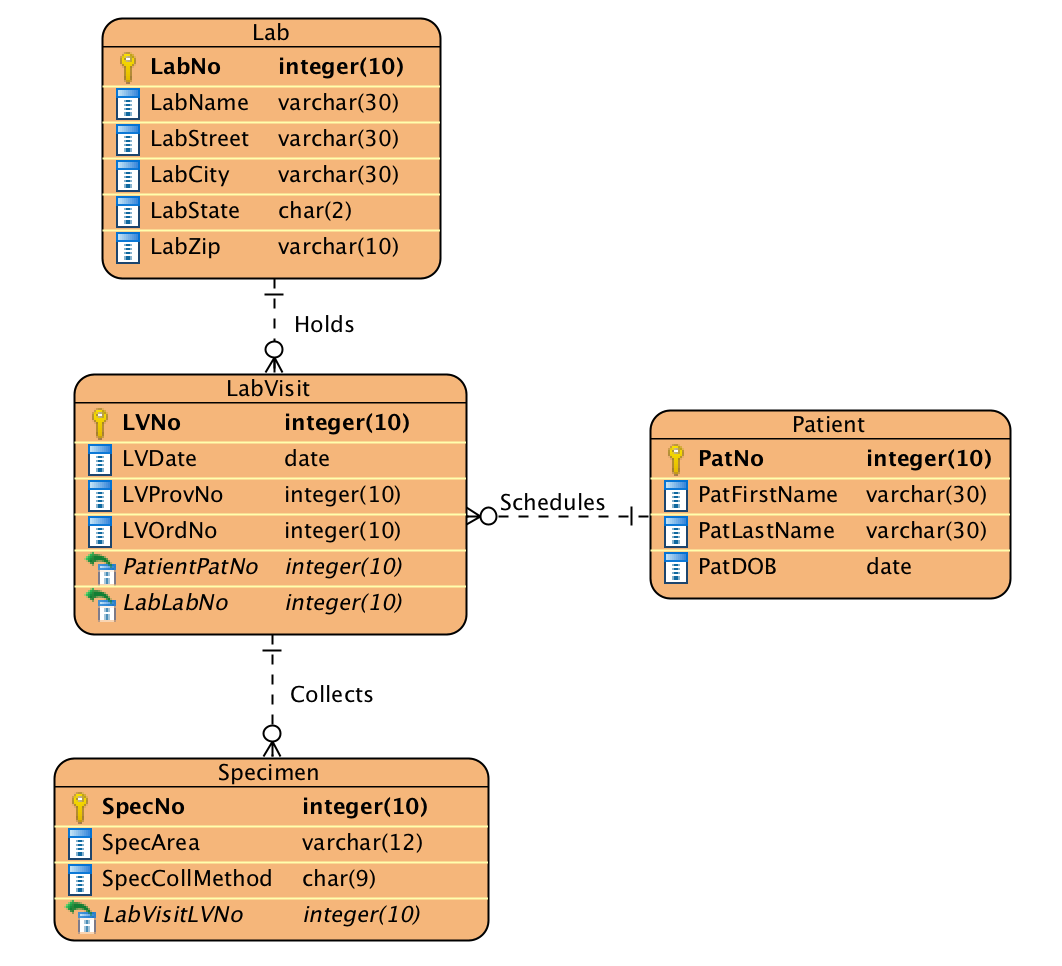 Lab
LabNo integer(10)
LabName varchar(30)
LabStreet varchar(30)
LabCity varchar(30)
LabState char(2)
LabZip varchar(10)
Holds
LabVisit
LVNo integer(10)
LVDate date
LVProvNo integer(10)
LVOrdNo integer(10)
PatientPatNo integer(10)
LabLabNo integer(10)
Schedules
Patient
PatNo integer(10)
PatFirstName varchar(30)
PatLastName varchar(30)
PatDOB date
Collects
Specimen
SpecNo integer(10)
SpecArea varchar(12)
SpecCollMethod char(9)
LabVisitLVNo integer(10)